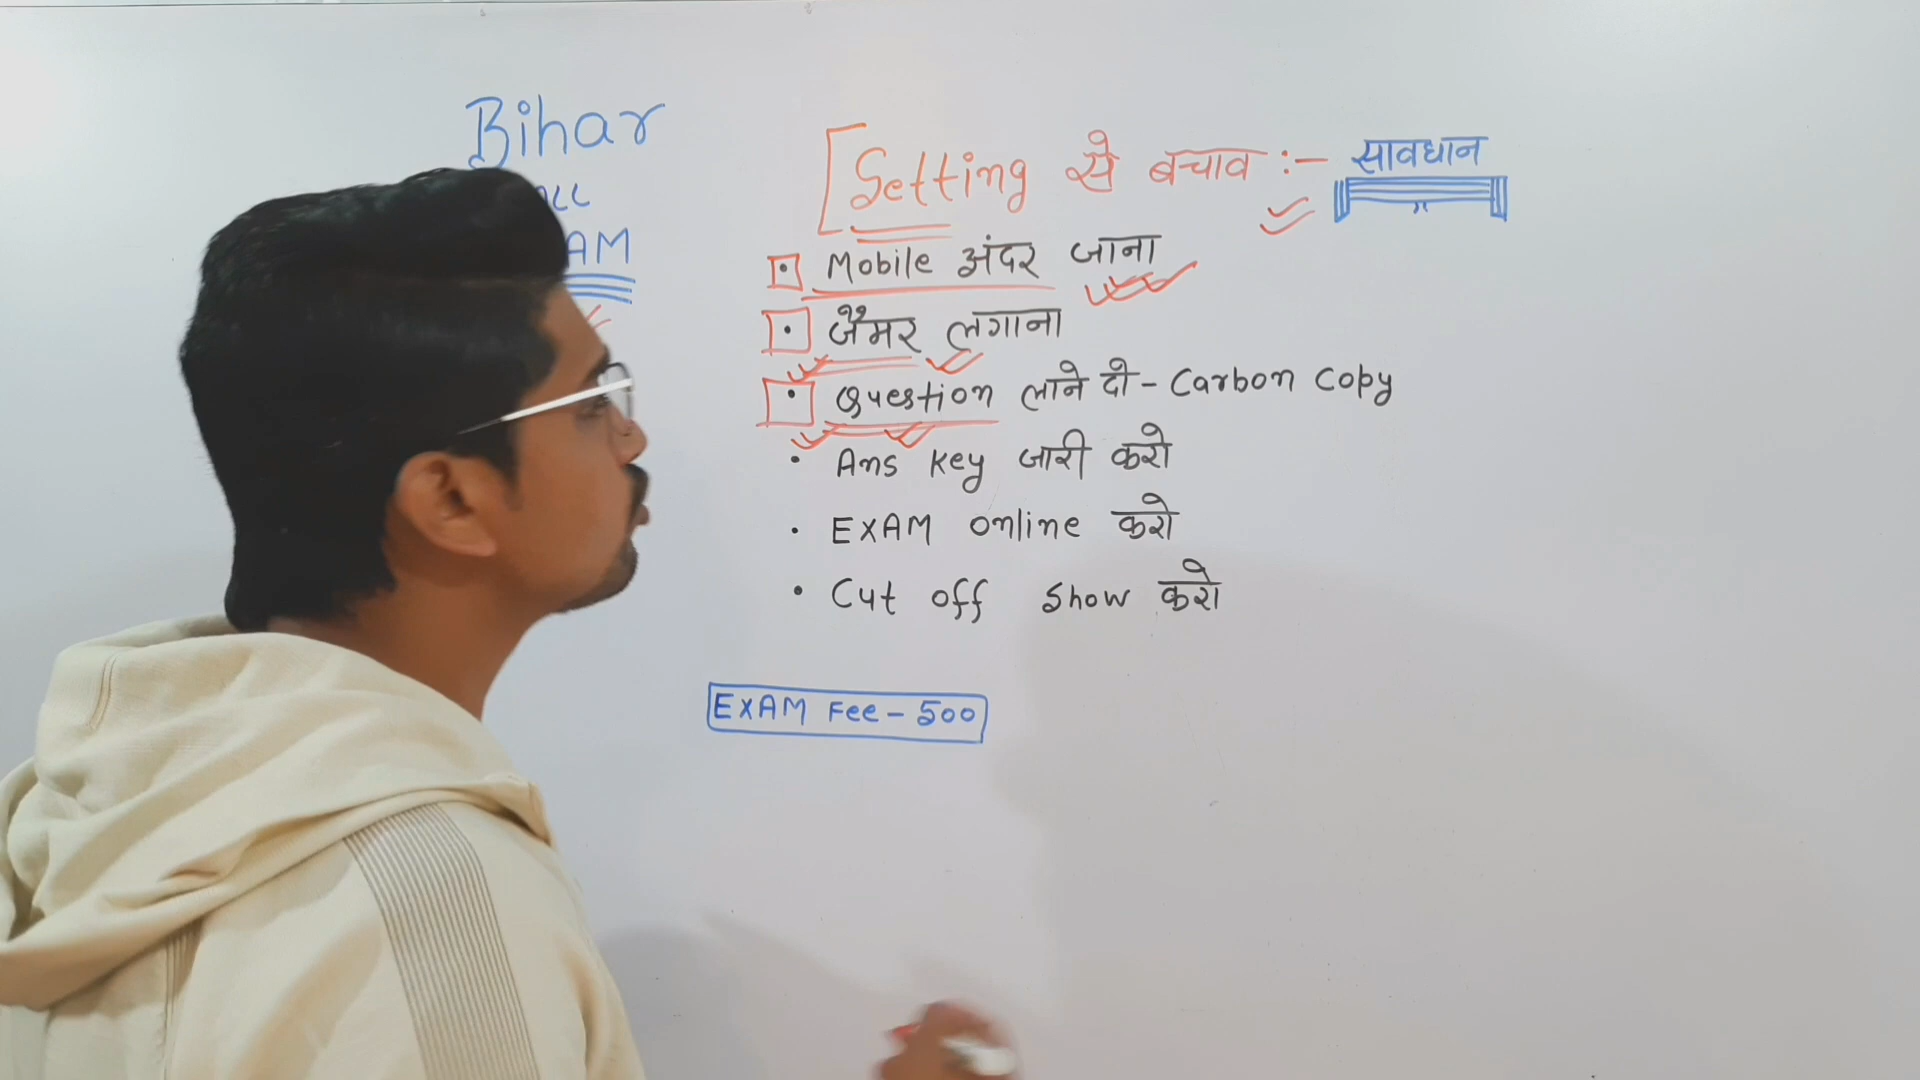 Bihar
EXAM
[Setting से बचाव :- सावधान
Mobile अंदर जाना
जैमर लगाना
Question लाने दो - Carbon Copy
Ans Key जारी करो
EXAM online करो
Cut off show करो
EXAM Fee - 500